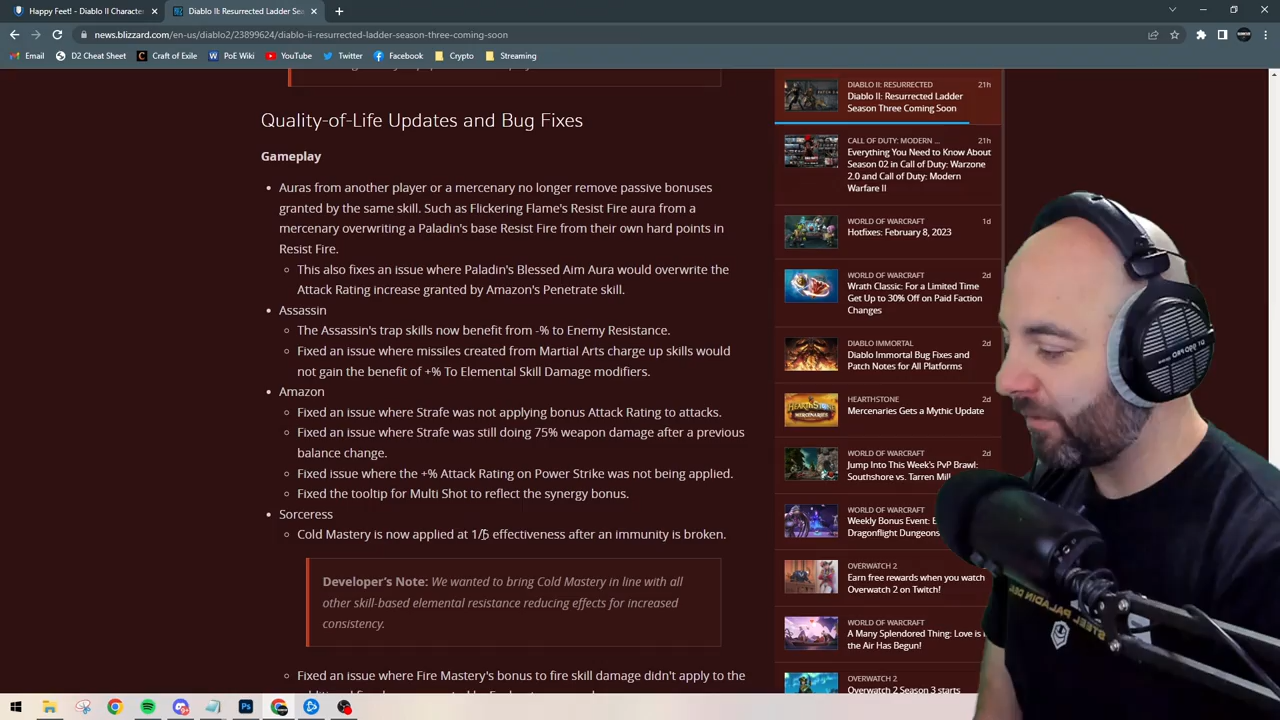 Happy Feet! - Diablo II Character
Diablo II: Resurrected Ladder Sea
news.blizzard.com/en-us/diablo2/23899624/diablo-ii-resurrected-ladder-season-three-coming-soon
Email
D2 Cheat Sheet
Craft of Exile
PoE Wiki
YouTube
Twitter
Facebook
Crypto
Streaming
Quality-of-Life Updates and Bug Fixes
Gameplay
Auras from another player or a mercenary no longer remove passive bonuses
granted by the same skill. Such as Flickering Flame's Resist Fire aura from a
mercenary overwriting a Paladin's base Resist Fire from their own hard points in
Resist Fire.
This also fixes an issue where Paladin's Blessed Aim Aura would overwrite the
Attack Rating increase granted by Amazon's Penetrate skill.
Assassin
The Assassin's trap skills now benefit from -% to Enemy Resistance.
Fixed an issue where missiles created from Martial Arts charge up skills would
not gain the benefit of +% To Elemental Skill Damage modifiers.
Amazon
Fixed an issue where Strafe was not applying bonus Attack Rating to attacks.
Fixed an issue where Strafe was still doing 75% weapon damage after a previous
balance change.
Fixed issue where the +% Attack Rating on Power Strike was not being applied.
Fixed the tooltip for Multi Shot to reflect the synergy bonus.
Sorceress
Cold Mastery is now applied at 1/5 effectiveness after an immunity is broken.
Developer's Note: We wanted to bring Cold Mastery in line with all
other skill-based elemental resistance reducing effects for increased
consistency.
Fixed an issue where Fire Mastery's bonus to fire skill damage didn't apply to the
DIABLO II: RESURRECTED 21h
Diablo II: Resurrected Ladder
Season Three Coming Soon
CALL OF DUTY: MODERN ... 21h
Everything You Need to Know About
Season 02 in Call of Duty: Warzone
2.0 and Call of Duty: Modern
Warfare II
WORLD OF WARCRAFT 1d
Hotfixes: February 8, 2023
WORLD OF WARCRAFT 2d
Wrath Classic: For a Limited Time
Get Up to 30% Off on Paid Faction
Changes
DIABLO IMMORTAL 2d
Diablo Immortal Bug Fixes and
Patch Notes for All Platforms
HEARTHSTONE 2d
Mercenaries Gets a Mythic Update
WORLD OF WARCRAFT 2d
Jump Into This Week's PvP Brawl:
Southshore vs. Tarren Mill
WORLD OF WARCRAFT
Weekly Bonus Event:
Dragonflight Dungeons
OVERWATCH 2
Earn free rewards when you watch
Overwatch 2 on Twitch!
WORLD OF WARCRAFT
A Many Splendored Thing: Love is
the Air Has Begun!
OVERWATCH 2
Overwatch 2 Season 3 starts
DT 990 PRO
STEEL PALADIN